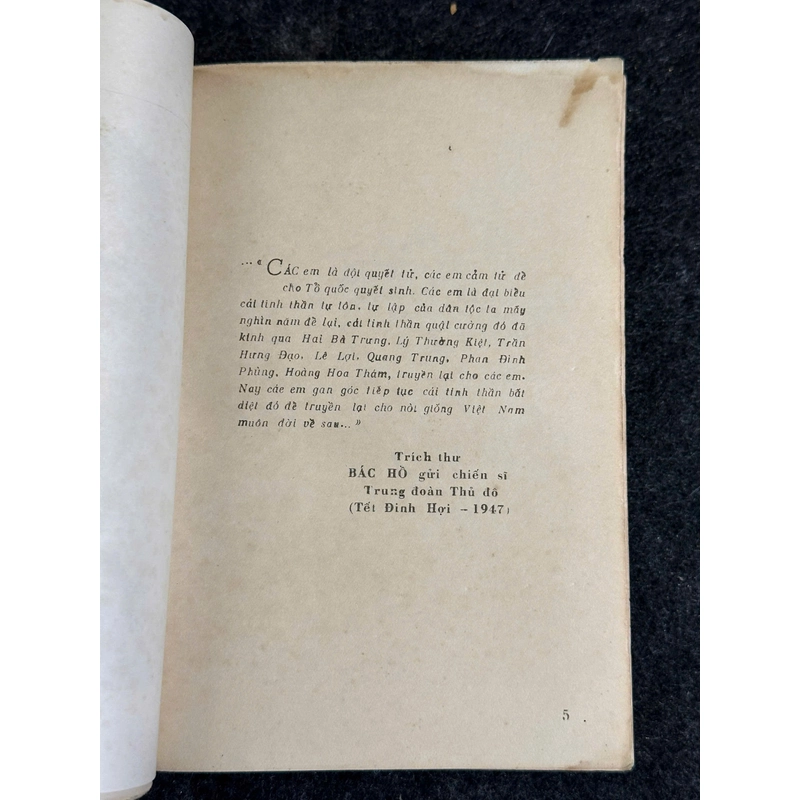 ... " CÁC em là đội quyết tử, các em cảm tử để
cho Tổ quốc quyết sinh. Các em là đại biểu
cái tinh thần tự tôn, tự lập của dân tộc ta mấy
nghìn năm để lại, cái tinh thần quật cường đó đã
kinh qua Hai Bà Trưng, Lý Thường Kiệt, Trần
Hưng Đạo, Lê Lợi, Quang Trung, Phan Đình
Phùng, Hoàng Hoa Thám, truyền lại cho các em.
Nay các em gan góc tiếp tục cái tinh thần bất
diệt đó để truyền lại cho nòi giống Việt Nam
muôn đời về sau... »
Trích thư
BÁC HỒ gửi chiến sĩ
Trung đoàn Thủ đô
(Tết Đinh Hợi - 1947)
5